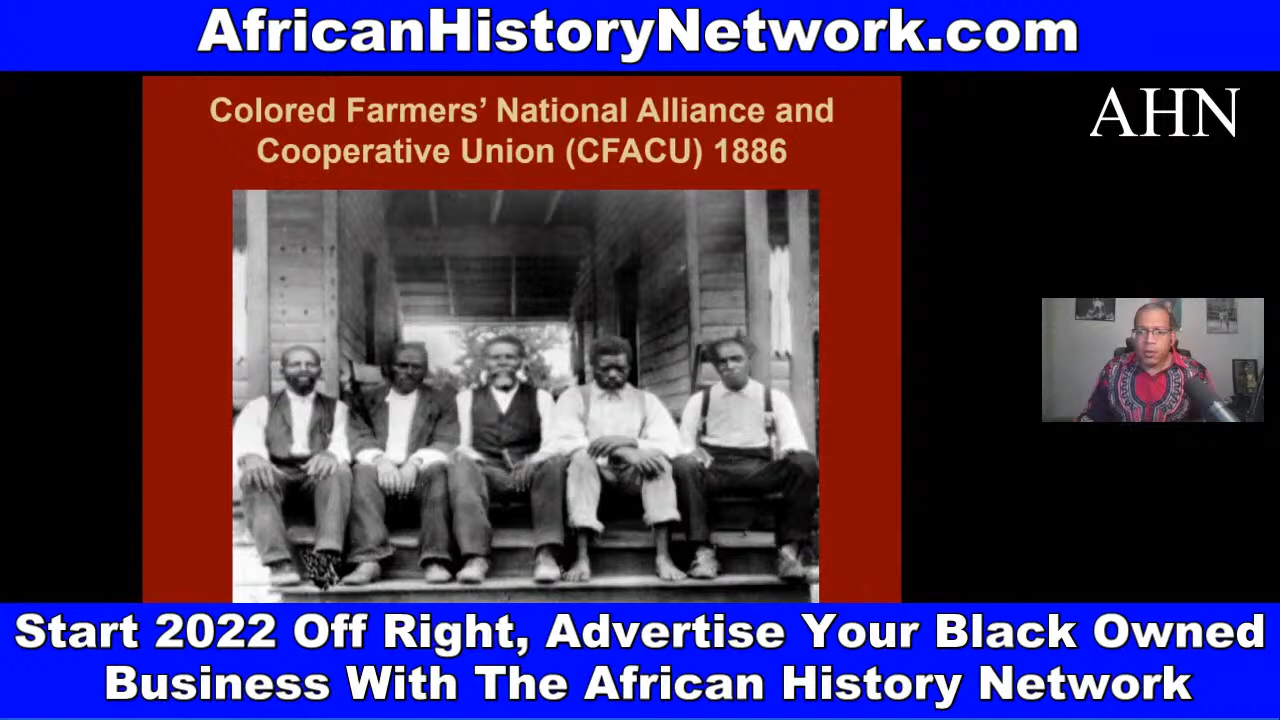 AfricanHistoryNetwork.com
Colored Farmers’ National Alliance and
Cooperative Union (CFACU) 1886
AHN
Start 2022 Off Right, Advertise Your Black Owned
Business With The African History Network